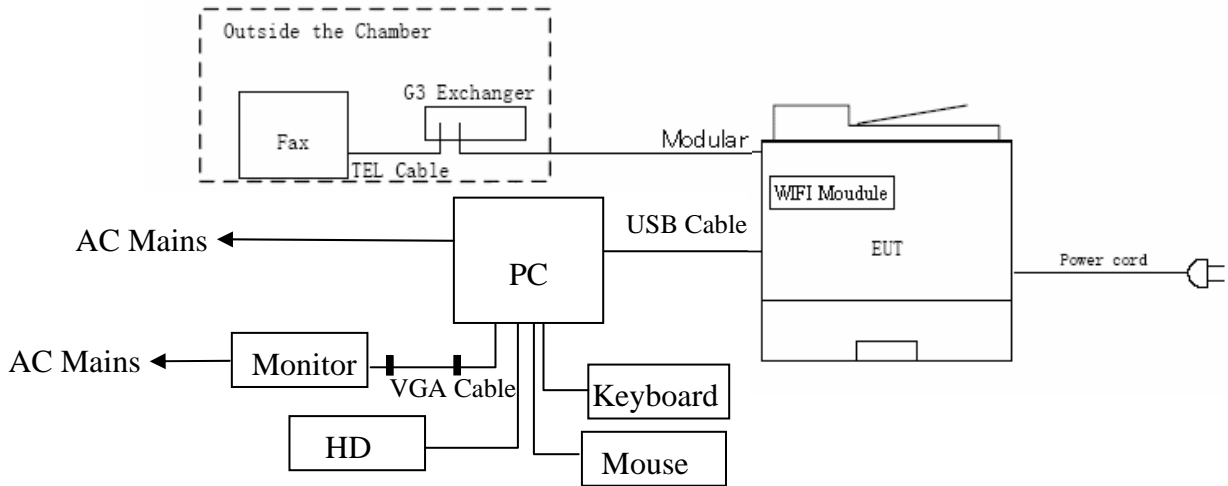 Outside the Chamber
G3 Exchanger
Fax
TEL Cable
Modular
WIFI Moudule
EUT
Power cord
USB Cable
AC Mains
PC
AC Mains
Monitor
VGA Cable
Keyboard
HD
Mouse